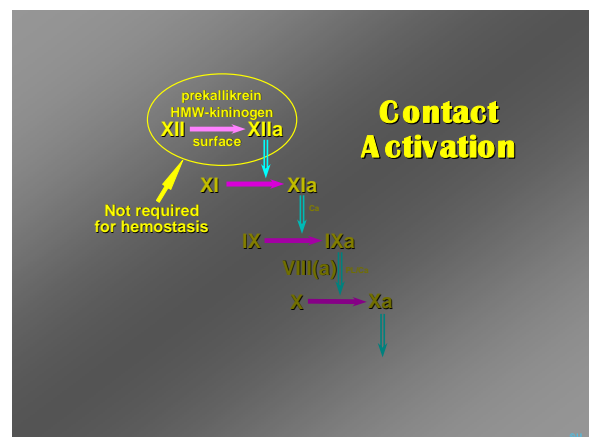 Contact
Activation
prekallikrein
HMW-kininogen
XII XIIa
surface
XI XIa
Not required
for hemostasis
Ca
IX IXa
VIII(a)
X Xa